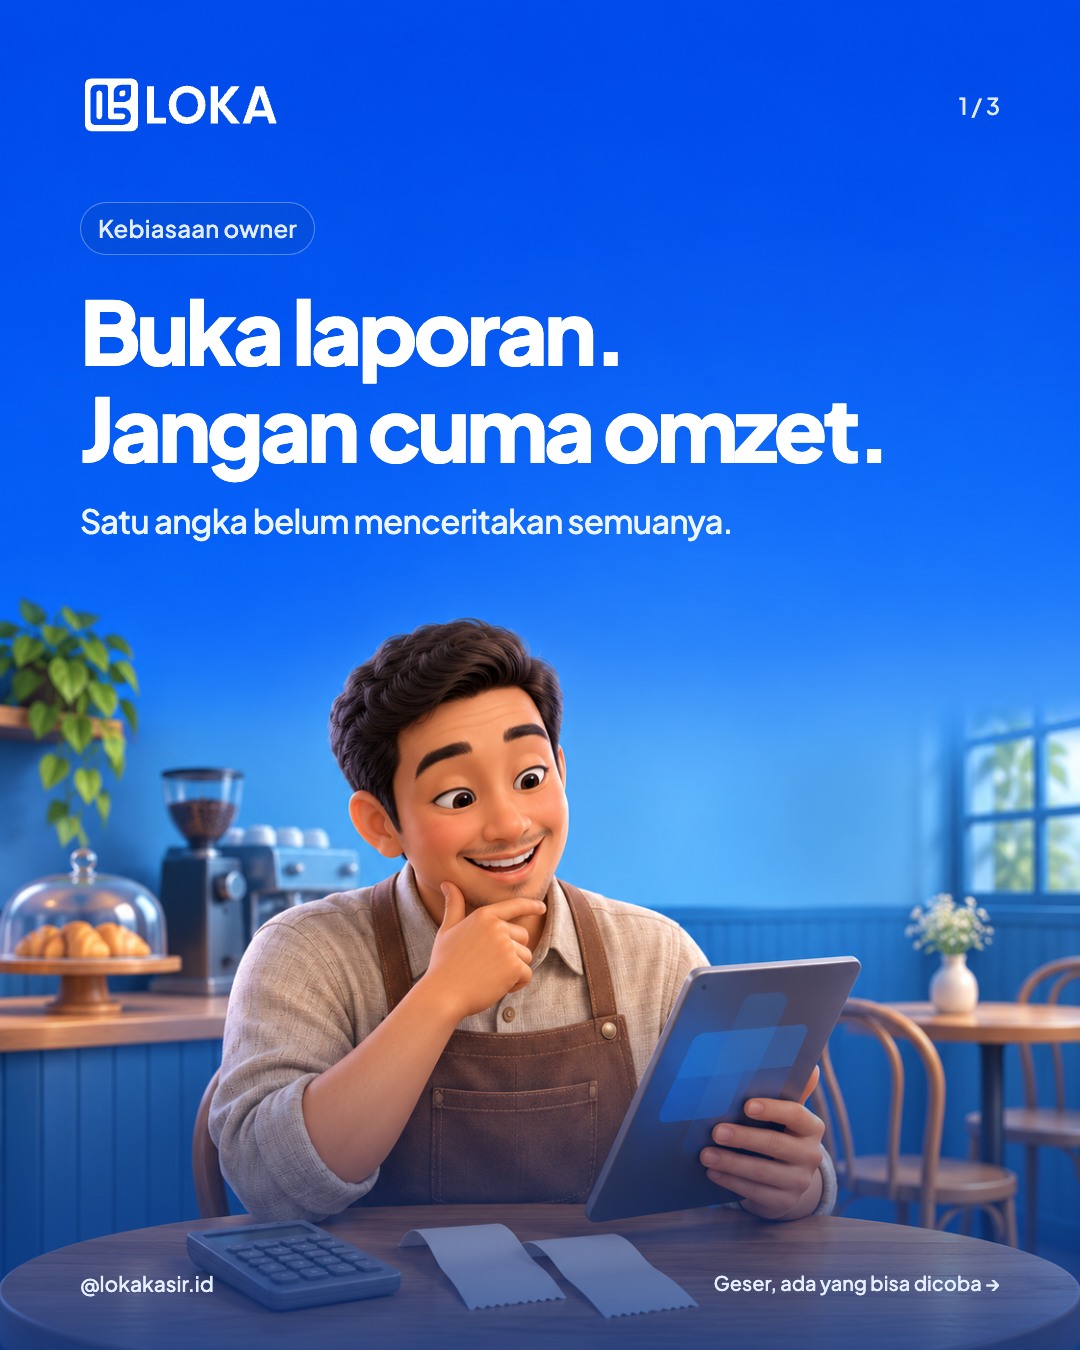 LOKA
1/3
Kebiasaan owner
Buka laporan.
Jangan cuma omzet.
Satu angka belum menceritakan semuanya.
@lokakasir.id
Geser, ada yang bisa dicoba →